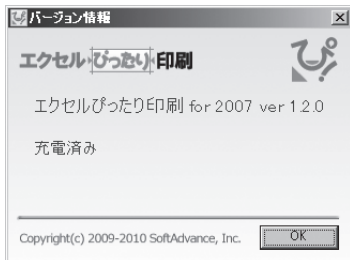 バージョン情報
エクセルぴったり印刷
ぴ!
エクセルぴったり印刷 for 2007 ver 1.2.0
充電済み
Copyright(c) 2009-2010 SoftAdvance, Inc.
OK